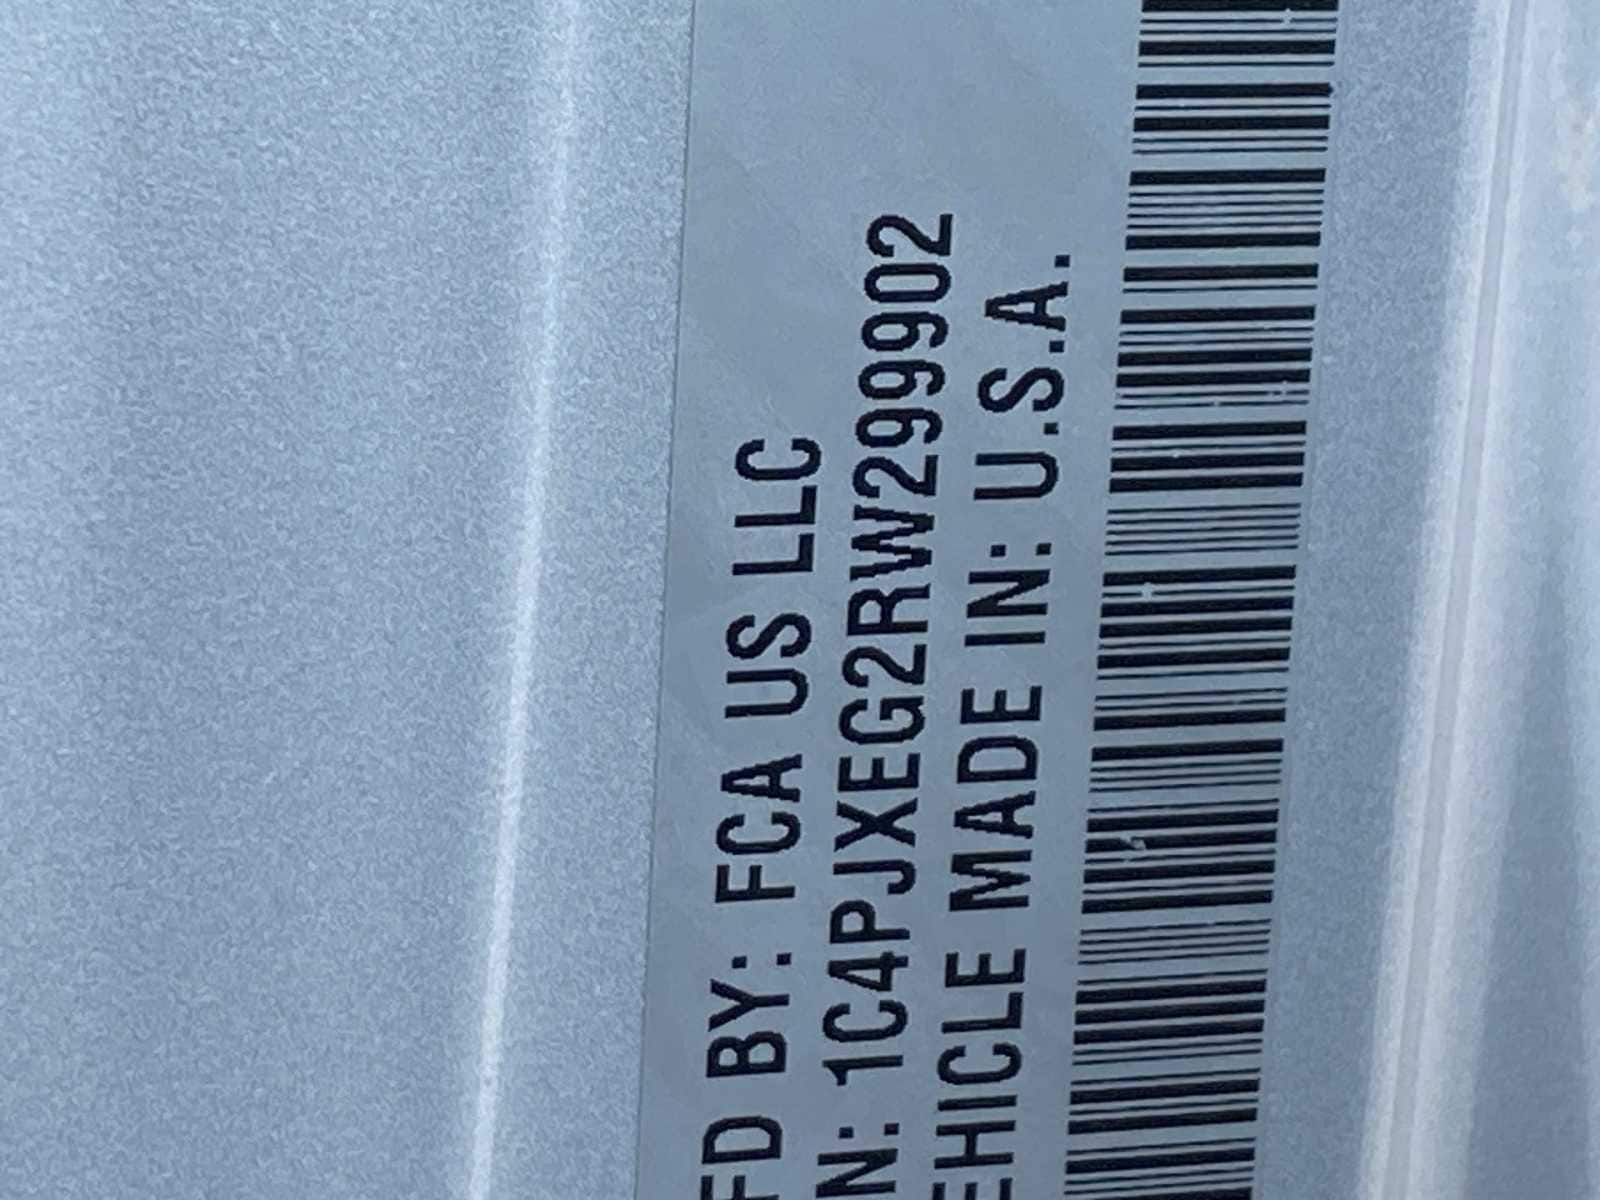 FD BY: FCA US LLC
N: 1C4PJXEG2RW299902
EHICLE MADE IN: U.S.A.